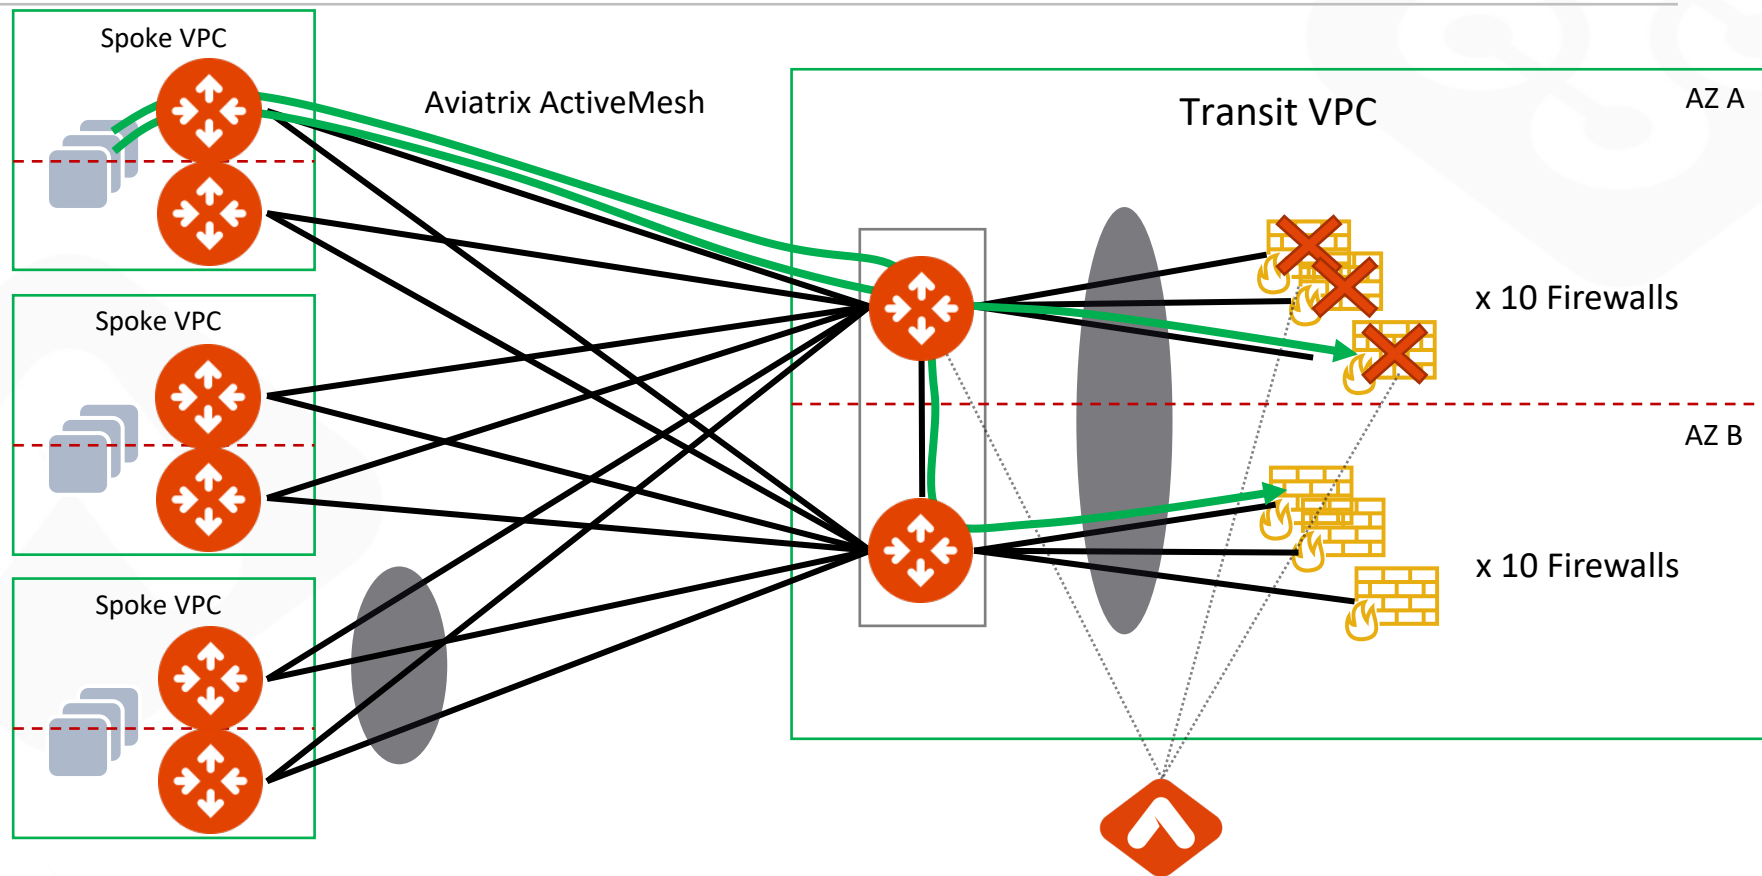 Spoke VPC
Aviatrix ActiveMesh
Transit VPC
AZ A
x 10 Firewalls
Spoke VPC
AZ B
x 10 Firewalls
Spoke VPC